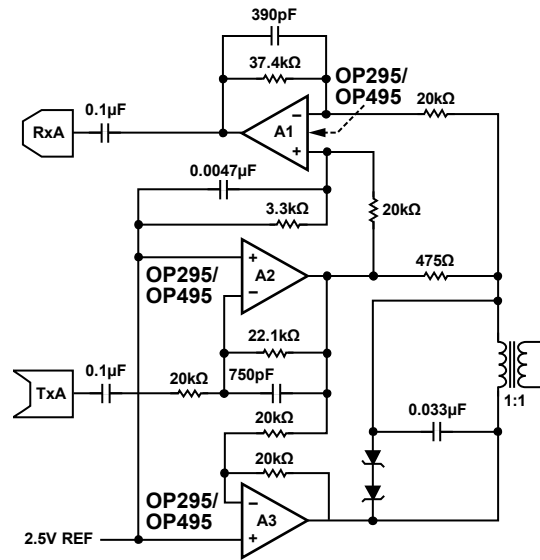 390pF
37.4kΩ
OP295/
OP495
0.1µF
20kΩ
RxA
A1
−
+
0.0047µF
3.3kΩ
20kΩ
475Ω
OP295/
OP495
+
A2
−
22.1kΩ
0.1µF
750pF
TxA
20kΩ
1:1
0.033µF
20kΩ
20kΩ
OP295/
OP495
−
A3
+
2.5V REF